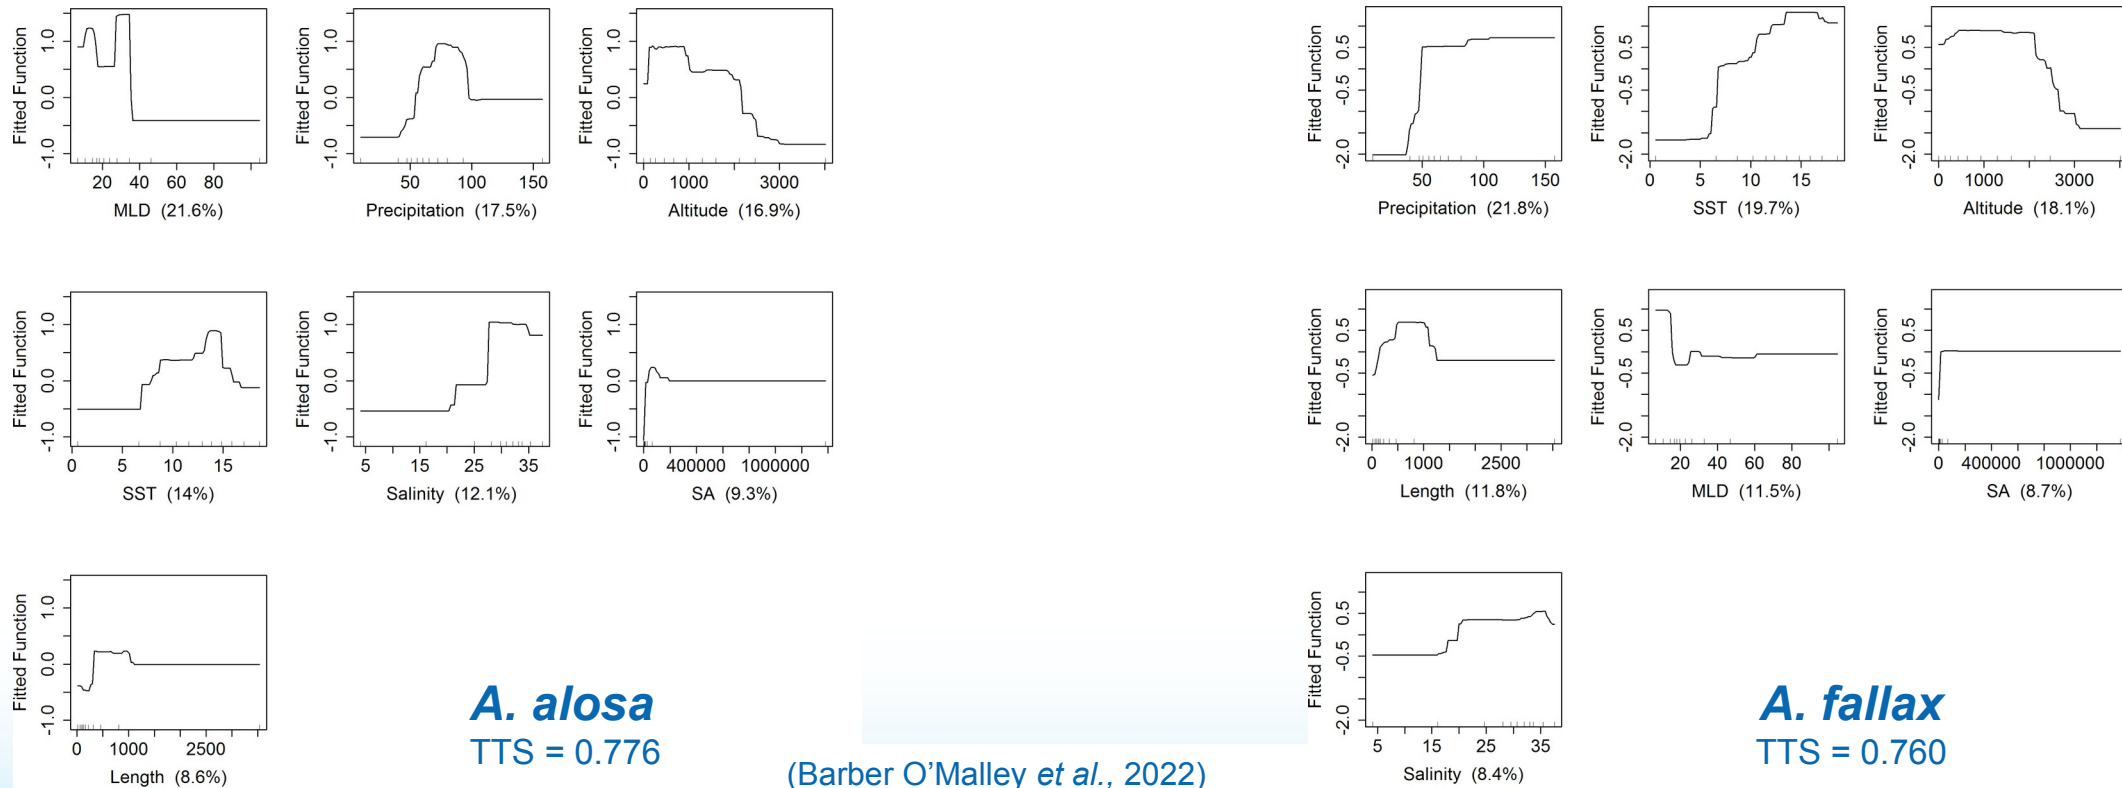 Fitted Function
1.0
0.0
-1.0
20 40 60 80
MLD (21.6%)
Fitted Function
1.0
0.0
-1.0
50 100 150
Precipitation (17.5%)
Fitted Function
1.0
0.0
-1.0
0 1000 3000
Altitude (16.9%)
Fitted Function
1.0
0.0
-1.0
0 5 10 15
SST (14%)
Fitted Function
1.0
0.0
-1.0
5 15 25 35
Salinity (12.1%)
Fitted Function
1.0
0.0
-1.0
0 400000 1000000
SA (9.3%)
Fitted Function
1.0
0.0
-1.0
0 1000 2500
Length (8.6%)
A. alosa
TTS = 0.776
(Barber O’Malley et al., 2022)
Fitted Function
0.5
-0.5
-2.0
50 100 150
Precipitation (21.8%)
Fitted Function
0.5
-0.5
-2.0
0 5 10 15
SST (19.7%)
Fitted Function
0.5
-0.5
-2.0
0 1000 3000
Altitude (18.1%)
Fitted Function
0.5
-0.5
-2.0
0 1000 2500
Length (11.8%)
Fitted Function
0.5
-0.5
-2.0
20 40 60 80
MLD (11.5%)
Fitted Function
0.5
-0.5
-2.0
0 400000 1000000
SA (8.7%)
Fitted Function
0.5
-0.5
-2.0
5 15 25 35
Salinity (8.4%)
A. fallax
TTS = 0.760